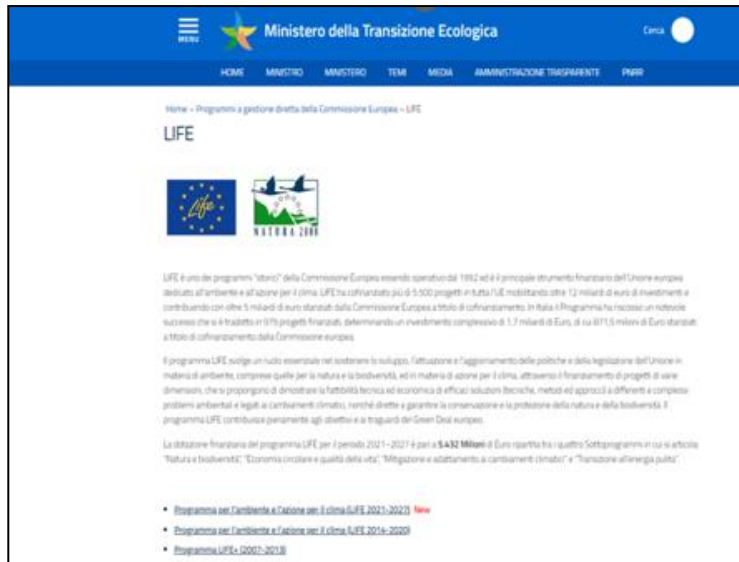 MENU
Ministero della Transizione Ecologica
Cerca
HOME MINISTRO MINISTERO TEMI MEDIA AMMINISTRAZIONE TRASPARENTE PNRR
Home » Programmi a gestione diretta della Commissione Europea » LIFE
LIFE
Life
NATURA 2000
LIFE è uno dei programmi "storici" della Commissione Europea essendo operativo dal 1992 ed è il principale strumento finanziario dell'Unione europea
dedicato all'ambiente e all'azione per il clima. LIFE ha cofinanziato più di 5.500 progetti in tutta l'UE mobilitando oltre 12 miliardi di euro di investimenti e
contribuendo con oltre 5 miliardi di euro stanziati dalla Commissione Europea a titolo di cofinanziamento. In Italia il Programma ha riscosso un notevole
successo che si è tradotto in 979 progetti finanziati, determinando un investimento complessivo di 1,7 miliardi di Euro, di cui 871,5 milioni di Euro stanziati
a titolo di cofinanziamento dalla Commissione europea.
Il programma LIFE svolge un ruolo essenziale nel sostenere lo sviluppo, l'attuazione e l'aggiornamento delle politiche e della legislazione dell'Unione in
materia di ambiente, comprese quelle per la natura e la biodiversità, ed in materia di azione per il clima, attraverso il finanziamento di progetti di varie
dimensioni, che si propongono di dimostrare la fattibilità tecnica ed economica di efficaci soluzioni (tecniche, metodi ed approcci) a differenti e complessi
problemi ambientali e legati ai cambiamenti climatici, nonché dirette a garantire la conservazione e la protezione della natura e della biodiversità. Il
programma LIFE contribuisce pienamente agli obiettivi e ai traguardi del Green Deal europeo.
La dotazione finanziaria del programma LIFE per il periodo 2021-2027 è pari a 5.432 Milioni di Euro ripartita tra i quattro Sottoprogrammi in cui si articola:
"Natura e biodiversità", "Economia circolare e qualità della vita", "Mitigazione e adattamento ai cambiamenti climatici" e "Transizione all'energia pulita".
• Programma per l'ambiente e l'azione per il clima (LIFE 2021-2027) New
• Programma per l'ambiente e l'azione per il clima (LIFE 2014-2020)
• Programma LIFE+ (2007-2013)